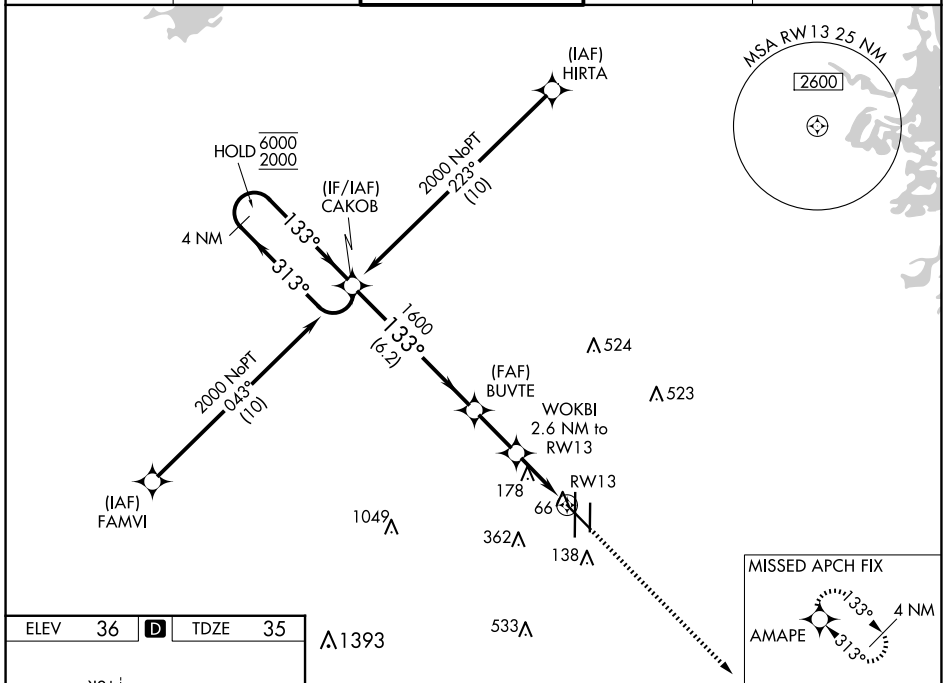 MSA RW13 25 NM
2600
(IAF)
HIRTA
2000 NoPT
223°
(10)
HOLD 6000
2000
(IF/IAF)
CAKOB
4 NM
133°
313°
1600
133°
(6.2)
524
523
(FAF)
BUVTE
WOKBI
2.6 NM to
RW13
2000 NoPT
043°
(10)
(IAF)
FAMVI
178
RW13
66
1049
362
138
533
1393
MISSED APCH FIX
133°
4 NM
AMAPE
313°
ELEV 36 D TDZE 35